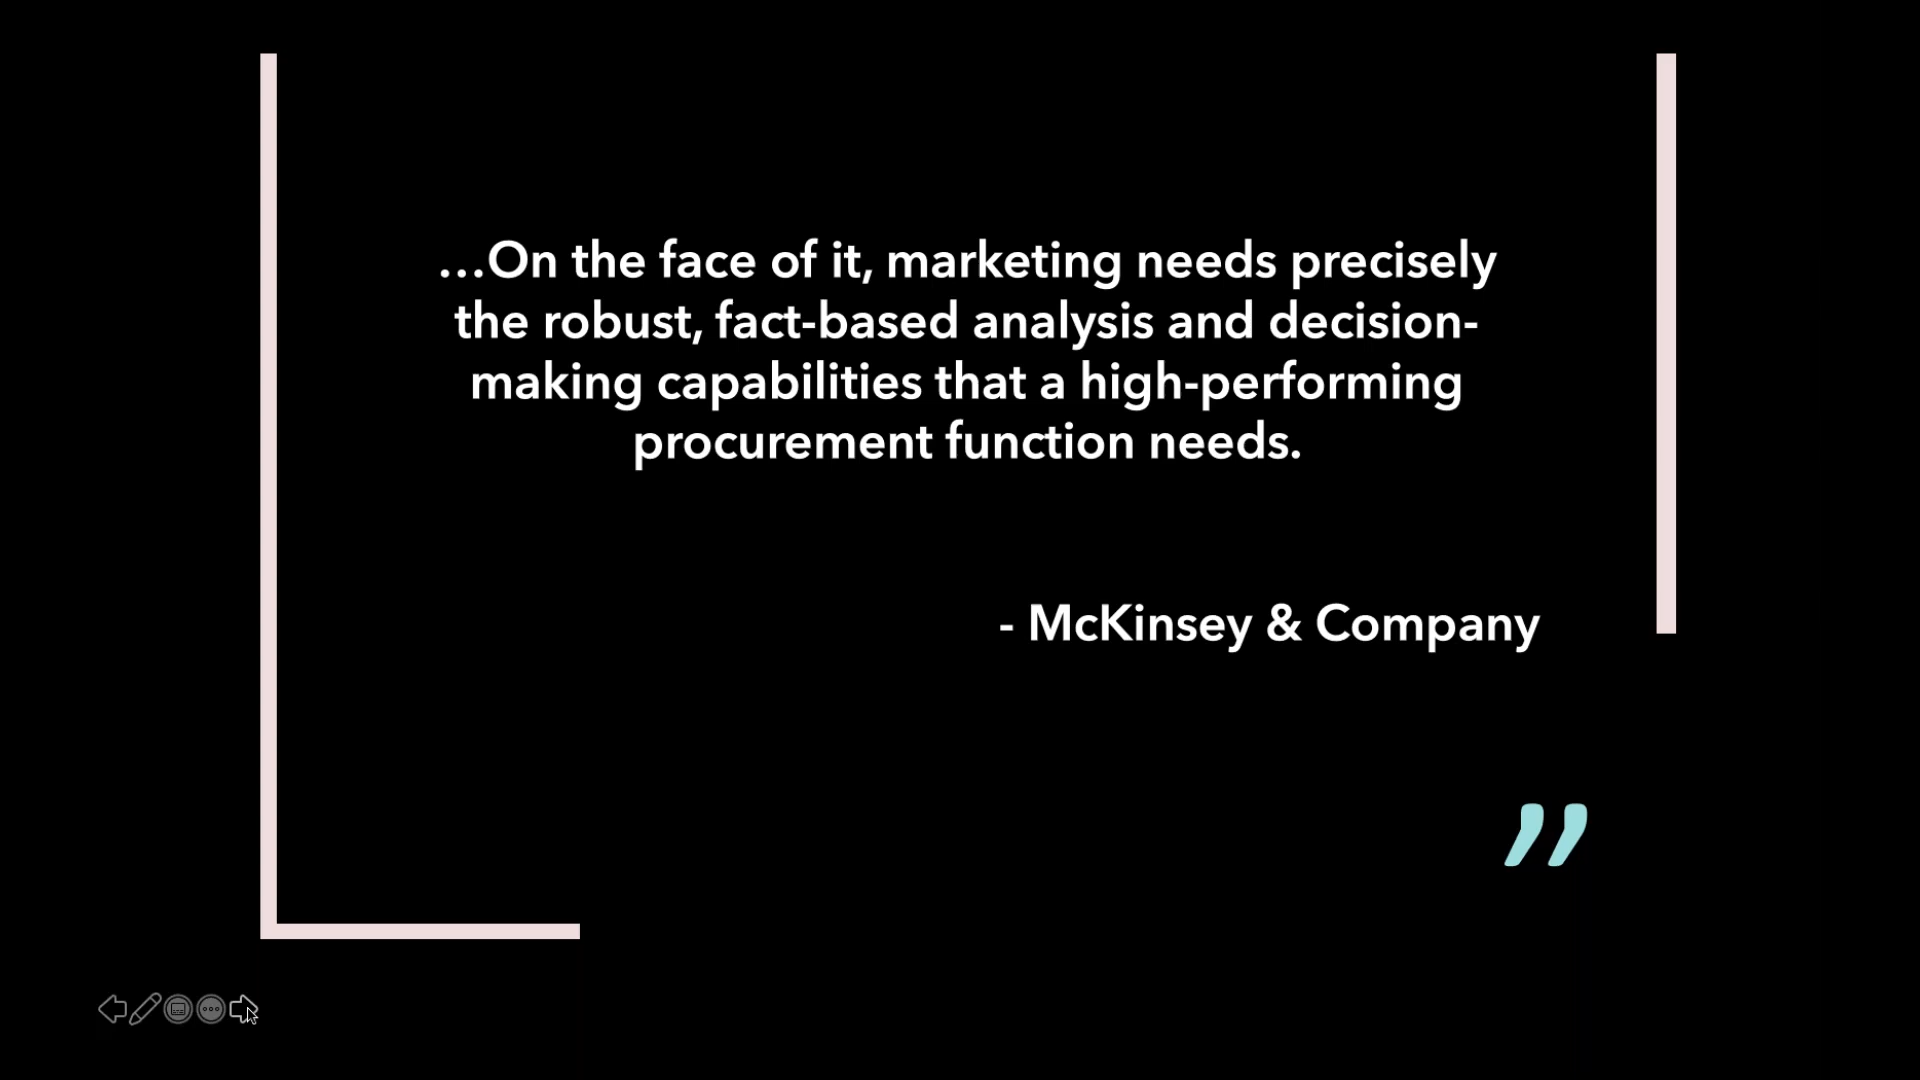 …On the face of it, marketing needs precisely
the robust, fact-based analysis and decision-
making capabilities that a high-performing
procurement function needs.
- McKinsey & Company
”